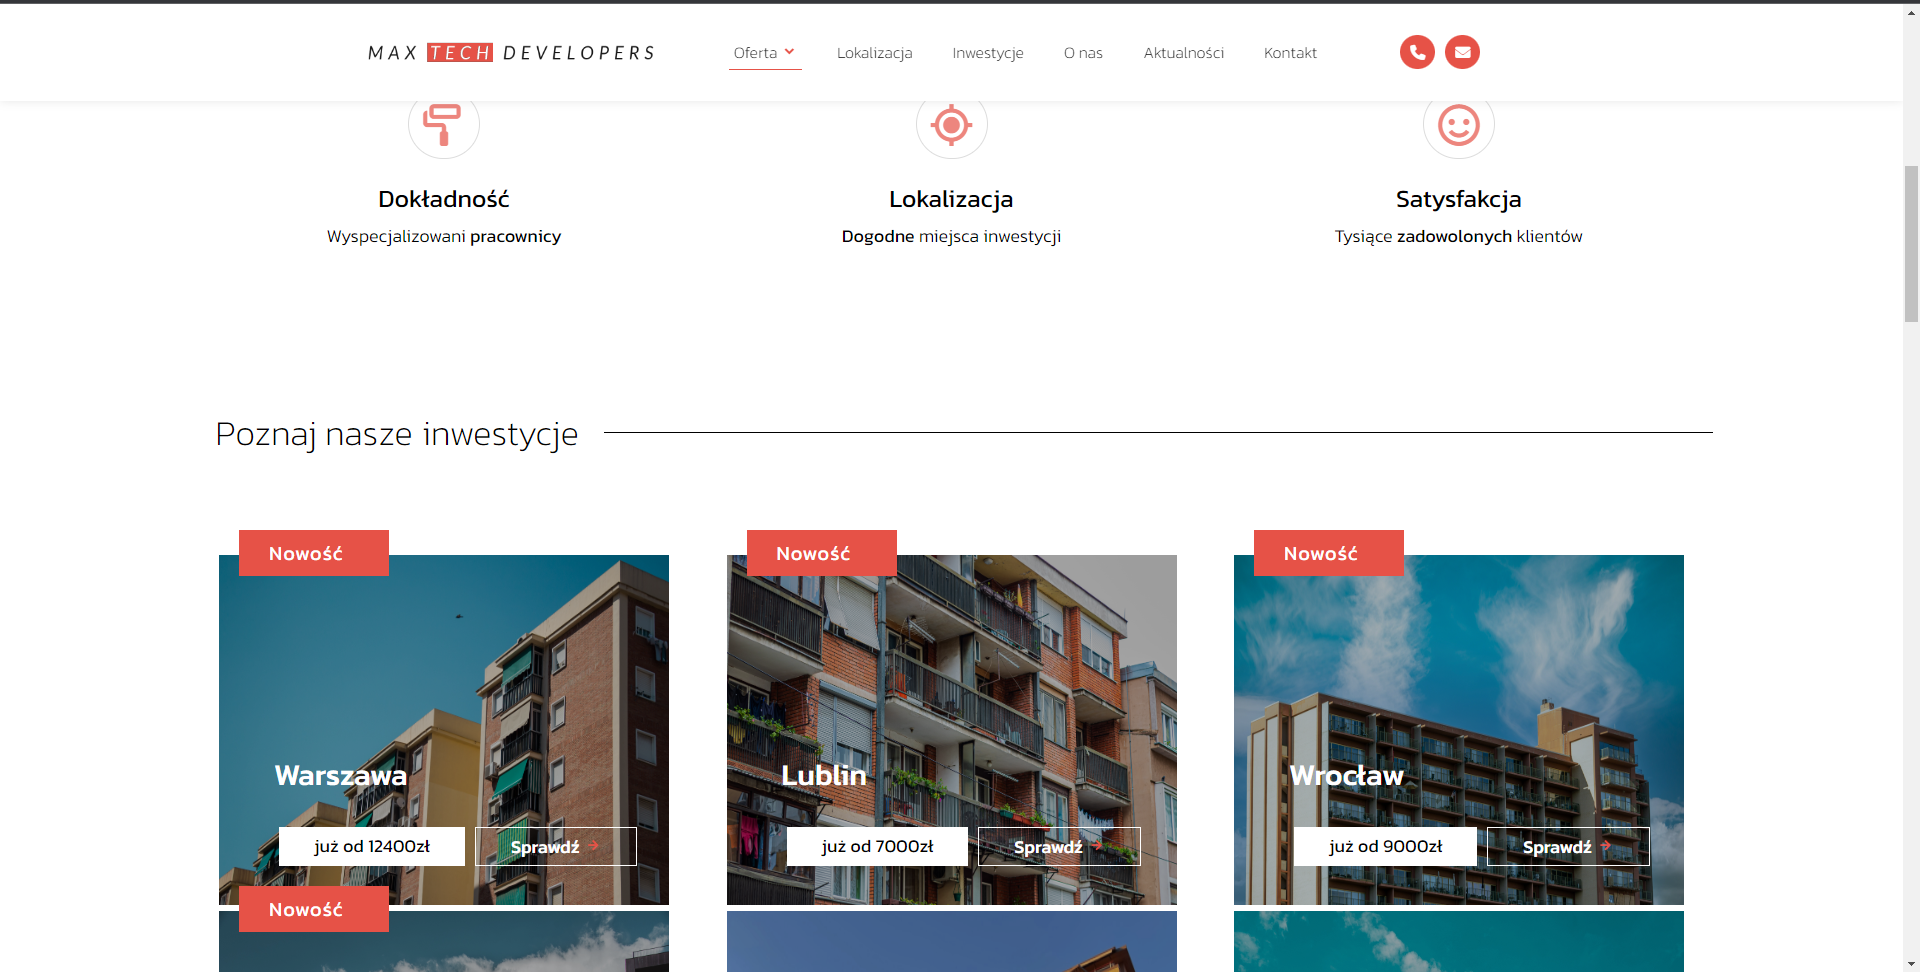 MAX TECH DEVELOPERS
Oferta
Lokalizacja
Inwestycje
O nas
Aktualności
Kontakt
Dokładność
Wyspecjalizowani pracownicy
Lokalizacja
Dogodne miejsca inwestycji
Satysfakcja
Tysiące zadowolonych klientów
Poznaj nasze inwestycje
Nowość
Warszawa
już od 12400zł
Sprawdź
Nowość
Lublin
już od 7000zł
Sprawdź
Nowość
Wrocław
już od 9000zł
Sprawdź
Nowość